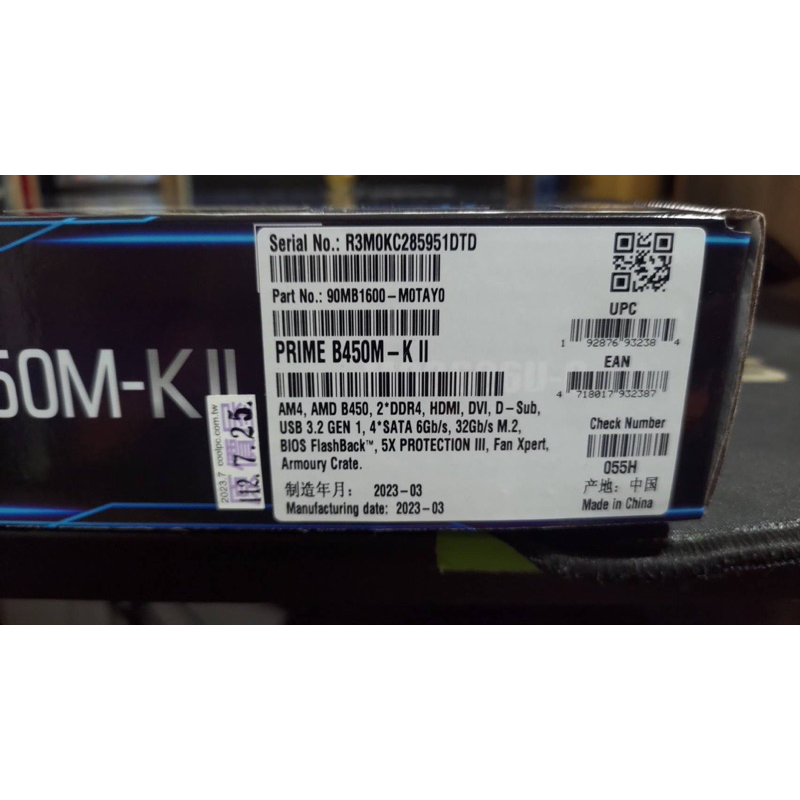 50M-K II
2023.7 coolpc.com.tw
112.7.25.
Serial No.: R3M0KC285951DTD
Part No.: 90MB1600-M0TAY0
PRIME B450M-K II
AM4, AMD B450, 2*DDR4, HDMI, DVI, D-Sub,
USB 3.2 GEN 1, 4*SATA 6Gb/s, 32Gb/s M.2,
BIOS FlashBack™, 5X PROTECTION III, Fan Xpert,
Armoury Crate.
制造年月： 2023-03
Manufacturing date: 2023-03
UPC
1 92876 93238 4
EAN
4 718017 932387
Check Number
055H
产地：中国
Made in China